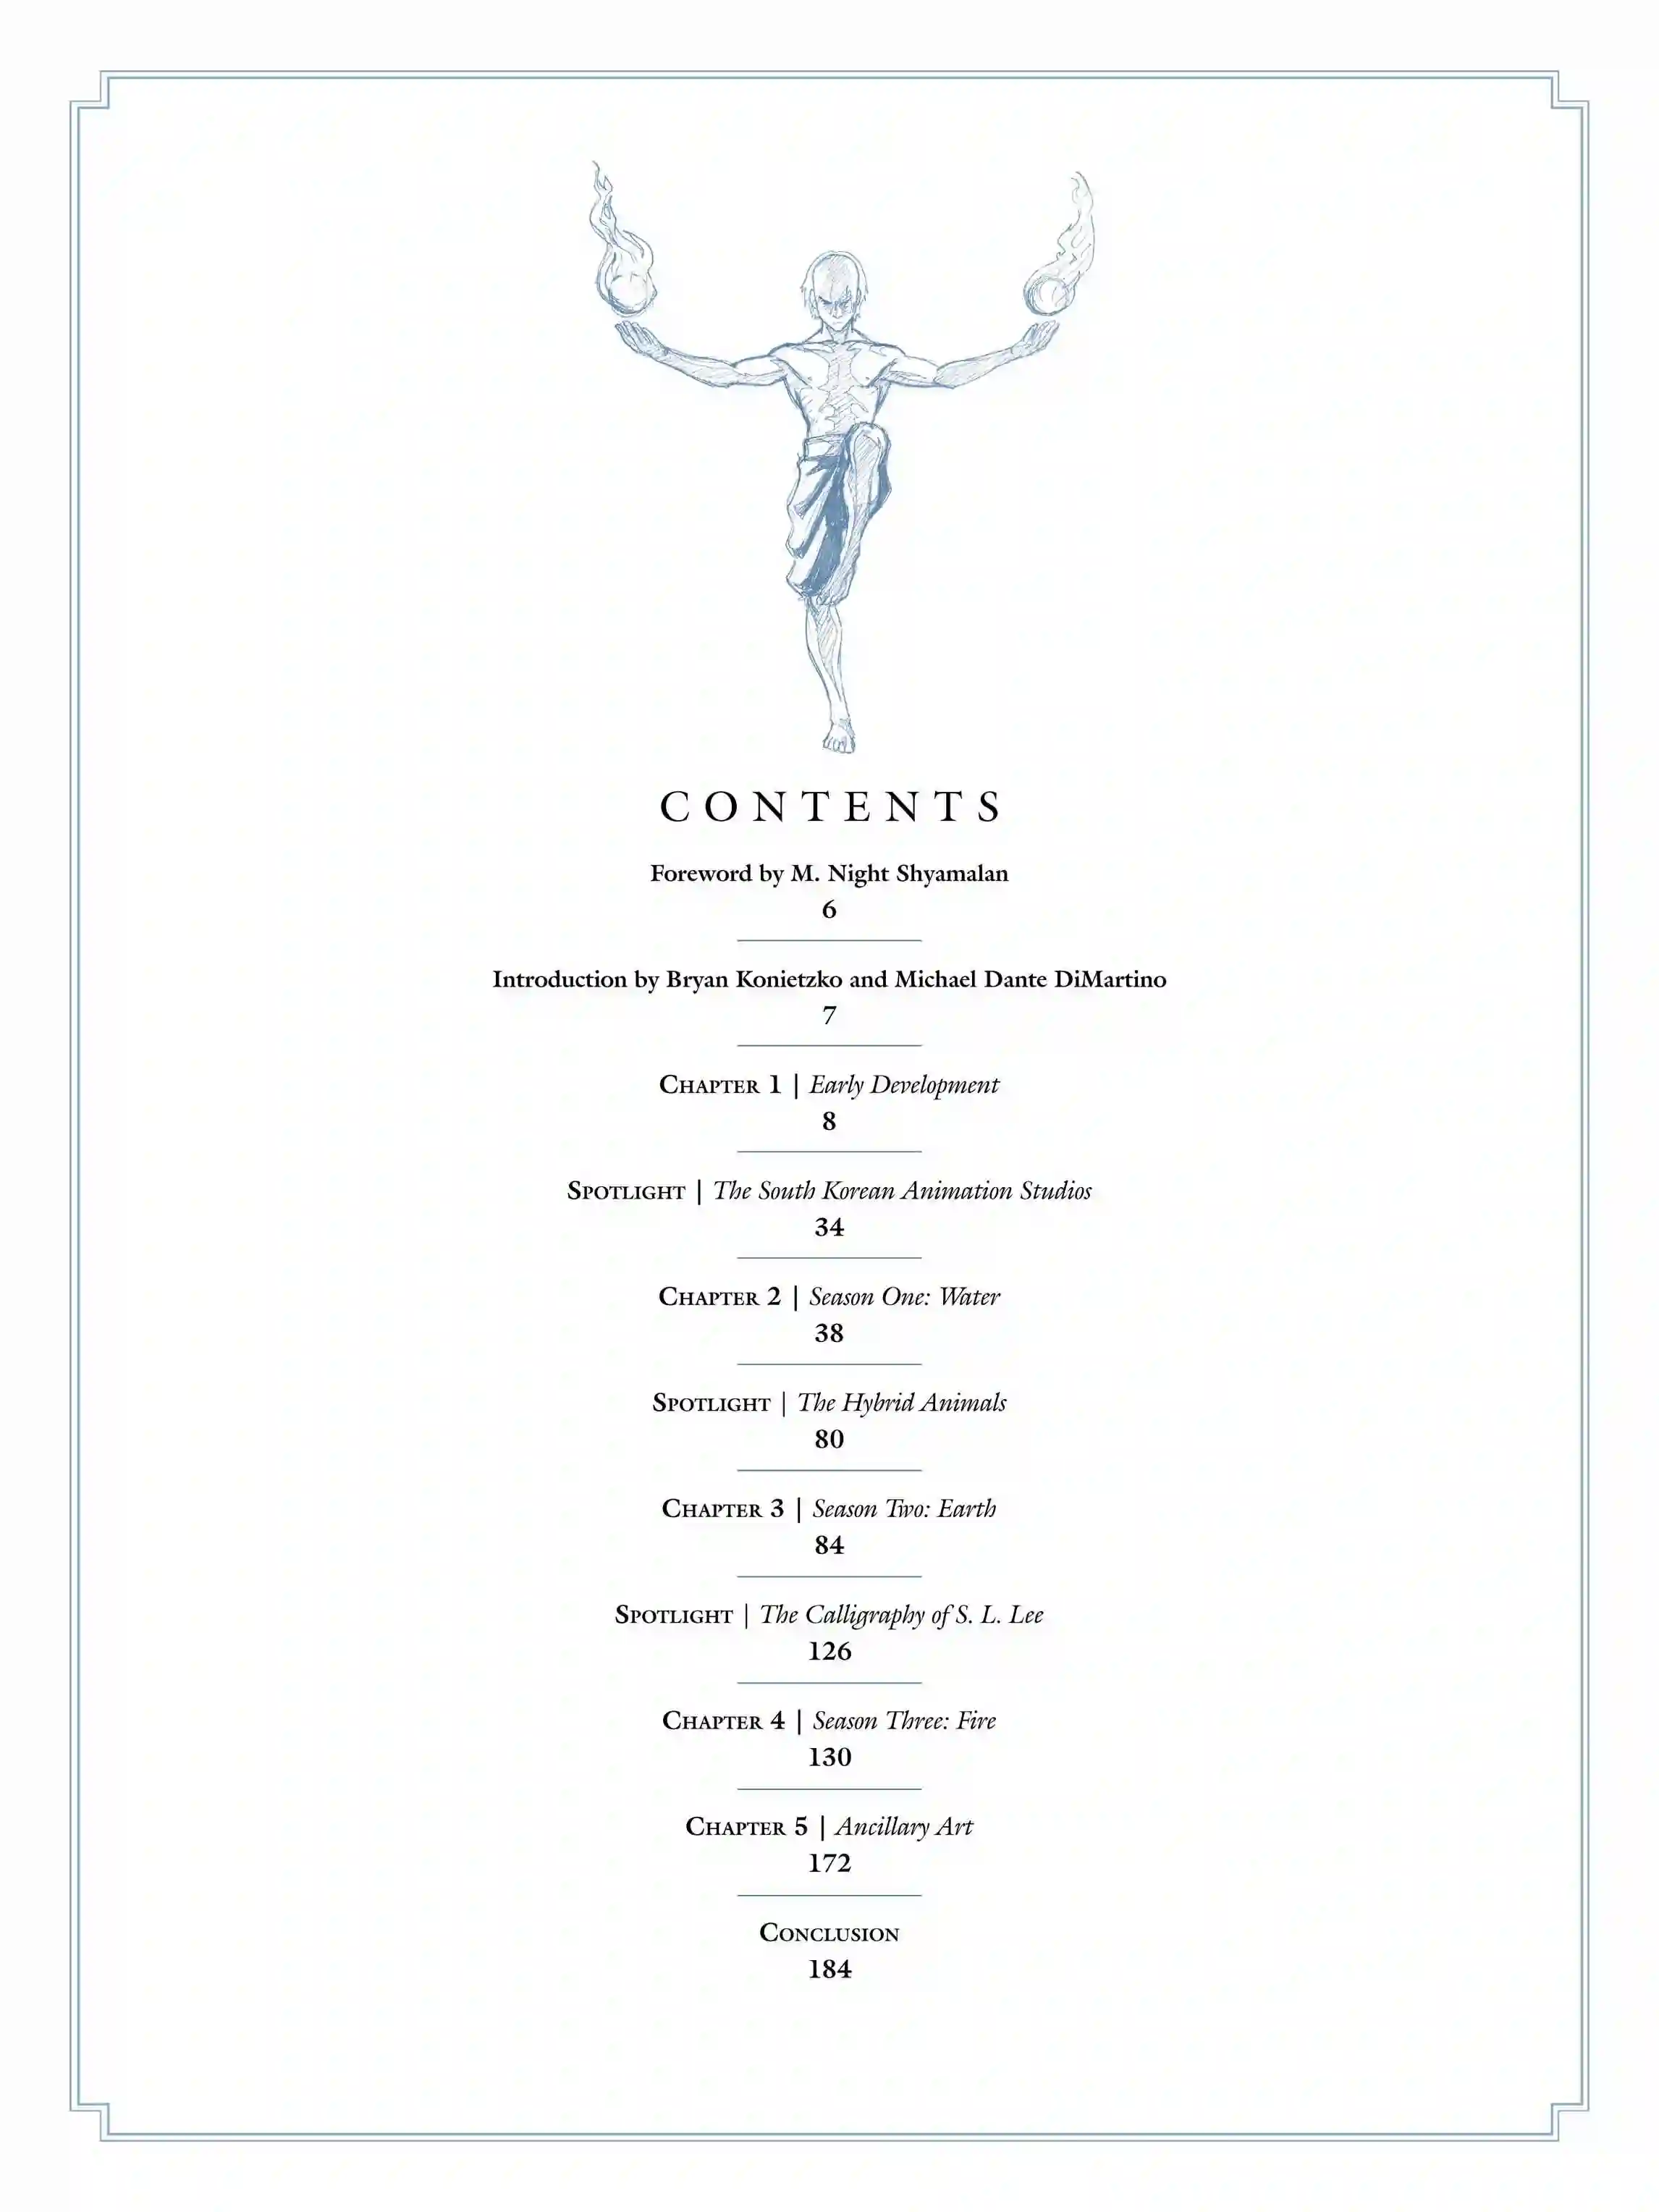 CONTENTS
Foreword by M. Night Shyamalan
6
Introduction by Bryan Konietzko and Michael Dante DiMartino
7
CHAPTER 1 | Early Development
8
SPOTLIGHT | The South Korean Animation Studios
34
CHAPTER 2 | Season One: Water
38
SPOTLIGHT | The Hybrid Animals
80
CHAPTER 3 | Season Two: Earth
84
SPOTLIGHT | The Calligraphy of S. L. Lee
126
CHAPTER 4 | Season Three: Fire
130
CHAPTER 5 | Ancillary Art
172
CONCLUSION
184